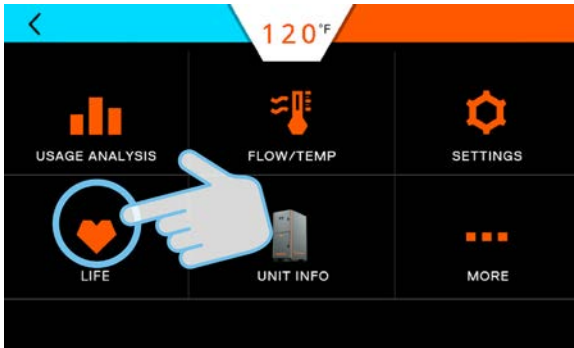 120°F
USAGE ANALYSIS
FLOW/TEMP
SETTINGS
LIFE
UNIT INFO
MORE